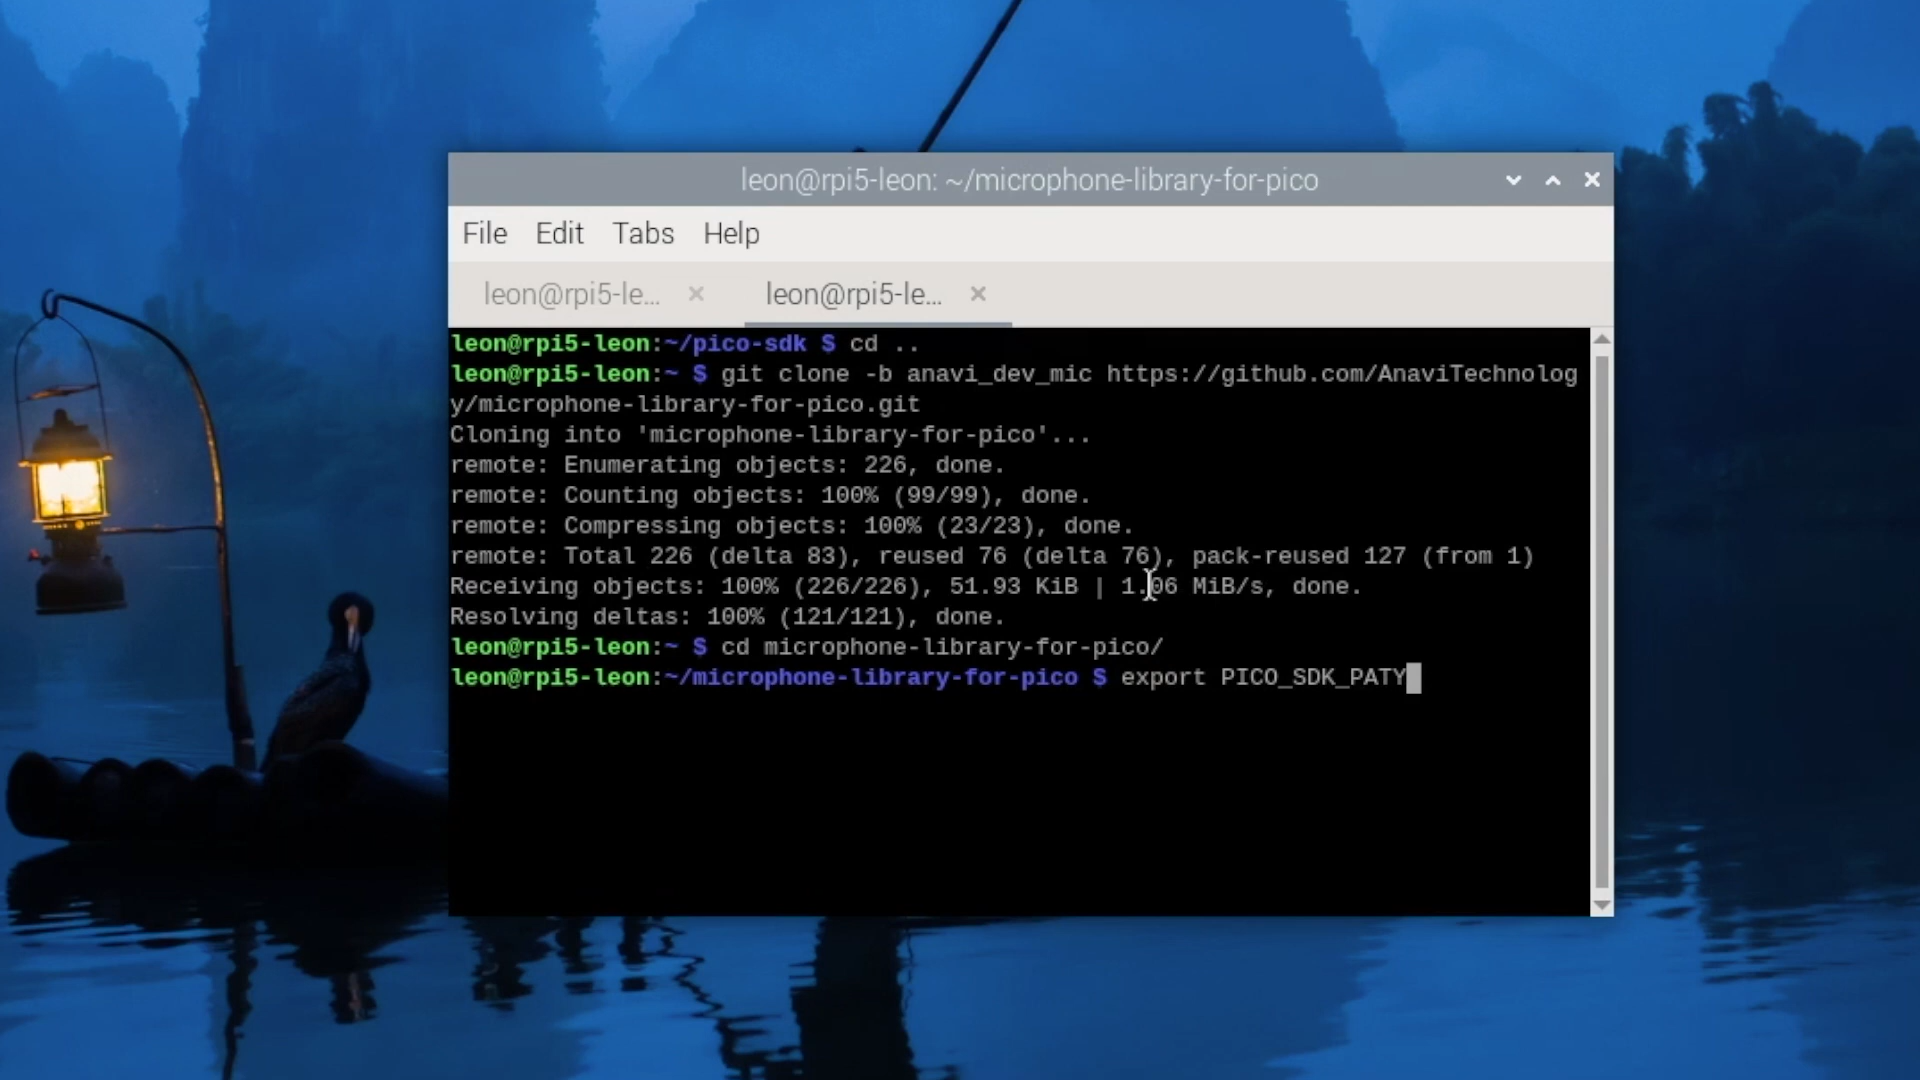 leon@rpi5-leon: ~/microphone-library-for-pico
File Edit Tabs Help
leon@rpi5-le... leon@rpi5-le...
leon@rpi5-leon:~/pico-sdk $ cd ..
leon@rpi5-leon:~ $ git clone -b anavi_dev_mic https://github.com/AnaviTechnolog
y/microphone-library-for-pico.git
Cloning into 'microphone-library-for-pico'...
remote: Enumerating objects: 226, done.
remote: Counting objects: 100% (99/99), done.
remote: Compressing objects: 100% (23/23), done.
remote: Total 226 (delta 83), reused 76 (delta 76), pack-reused 127 (from 1)
Receiving objects: 100% (226/226), 51.93 KiB | 1.06 MiB/s, done.
Resolving deltas: 100% (121/121), done.
leon@rpi5-leon:~ $ cd microphone-library-for-pico/
leon@rpi5-leon:~/microphone-library-for-pico $ export PICO_SDK_PATY